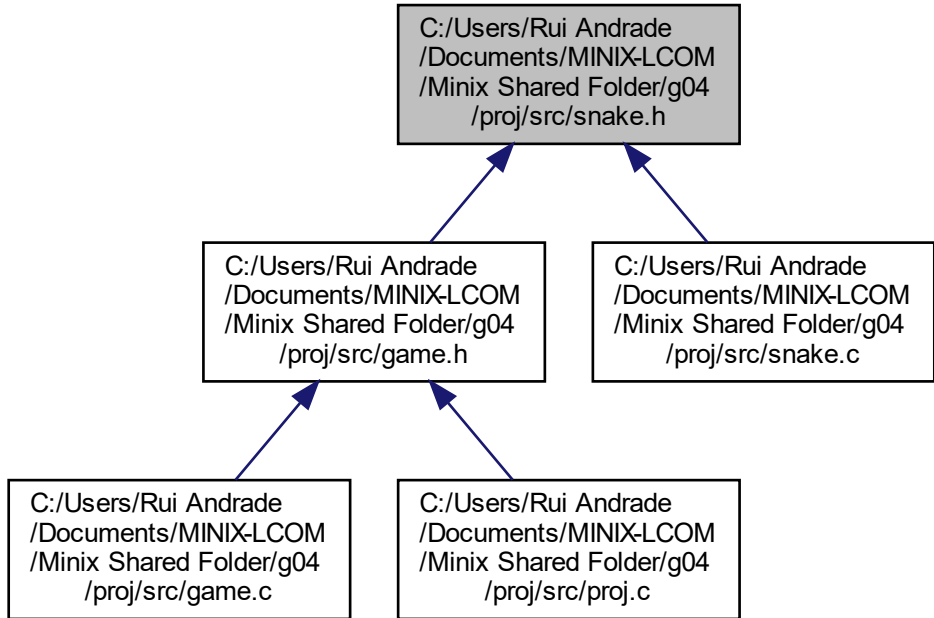 C:/Users/Rui Andrade
/Documents/MINIX-LCOM
/Minix Shared Folder/g04
/proj/src/snake.h
C:/Users/Rui Andrade
/Documents/MINIX-LCOM
/Minix Shared Folder/g04
/proj/src/game.h
C:/Users/Rui Andrade
/Documents/MINIX-LCOM
/Minix Shared Folder/g04
/proj/src/snake.c
C:/Users/Rui Andrade
/Documents/MINIX-LCOM
/Minix Shared Folder/g04
/proj/src/game.c
C:/Users/Rui Andrade
/Documents/MINIX-LCOM
/Minix Shared Folder/g04
/proj/src/proj.c